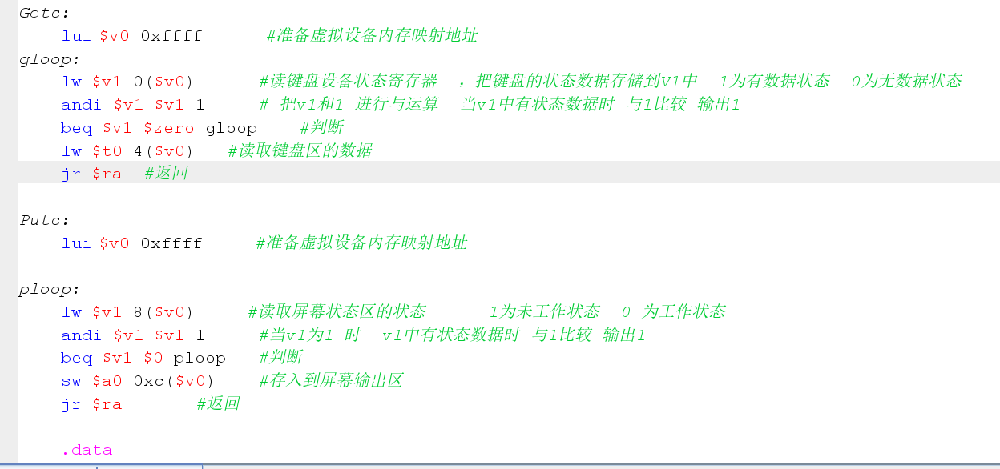 Getc:
lui $v0 0xffff #准备虚拟设备内存映射地址
gloop:
lw $v1 0($v0) #读键盘设备状态寄存器 ，把键盘的状态数据存储到V1中 1为有数据状态 0为无数据状态
andi $v1 $v1 1 # 把v1和1 进行与运算 当v1中有状态数据时 与1比较 输出1
beq $v1 $zero gloop #判断
lw $t0 4($v0) #读取键盘区的数据
jr $ra #返回
Putc:
lui $v0 0xffff #准备虚拟设备内存映射地址
ploop:
lw $v1 8($v0) #读取屏幕状态区的状态 1为未工作状态 0 为工作状态
andi $v1 $v1 1 #当v1为1 时 v1中有状态数据时 与1比较 输出1
beq $v1 $0 ploop #判断
sw $a0 0xc($v0) #存入到屏幕输出区
jr $ra #返回
.data